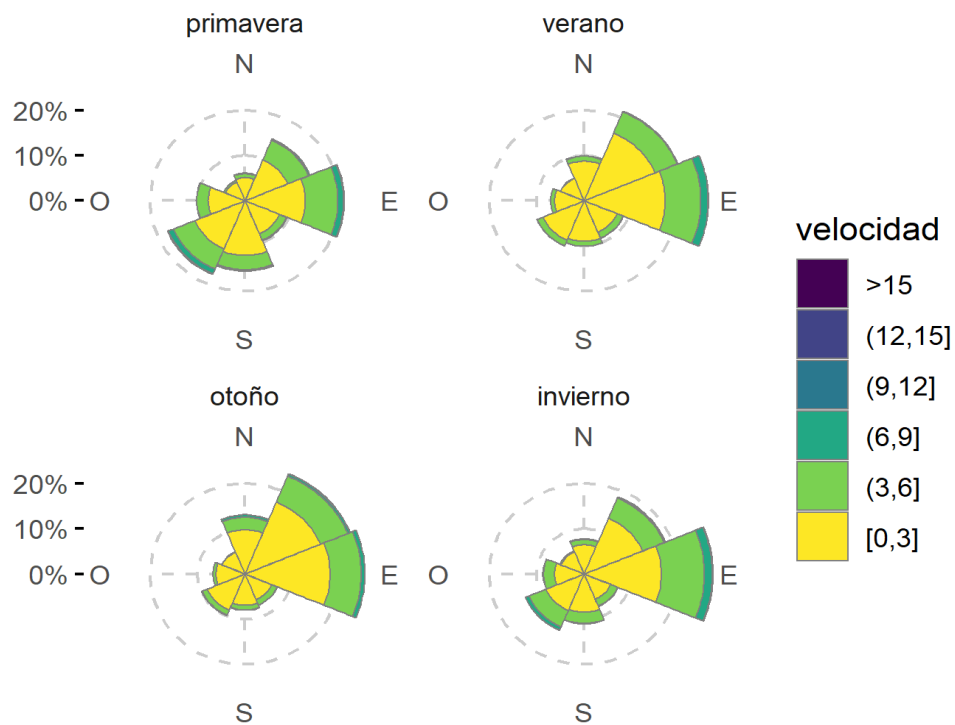 primavera
verano
N
N
20%
10%
0%
O
E
O
E
S
S
otoño
invierno
N
N
20%
10%
0%
O
E
O
E
S
S
velocidad
>15
(12,15]
(9,12]
(6,9]
(3,6]
[0,3]